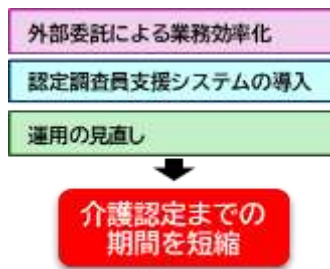 外部委託による業務効率化
認定調査員支援システムの導入
運用の見直し
介護認定までの
期間を短縮